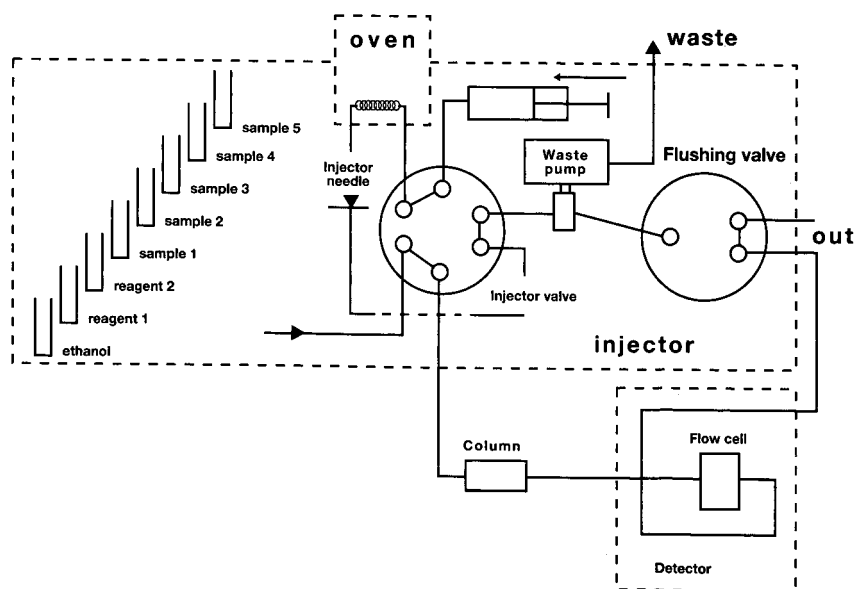 oven
waste
sample 5
sample 4
sample 3
sample 2
sample 1
reagent 2
reagent 1
ethanol
Injector
needle
Waste
pump
Flushing valve
out
Injector valve
injector
Column
Flow cell
Detector